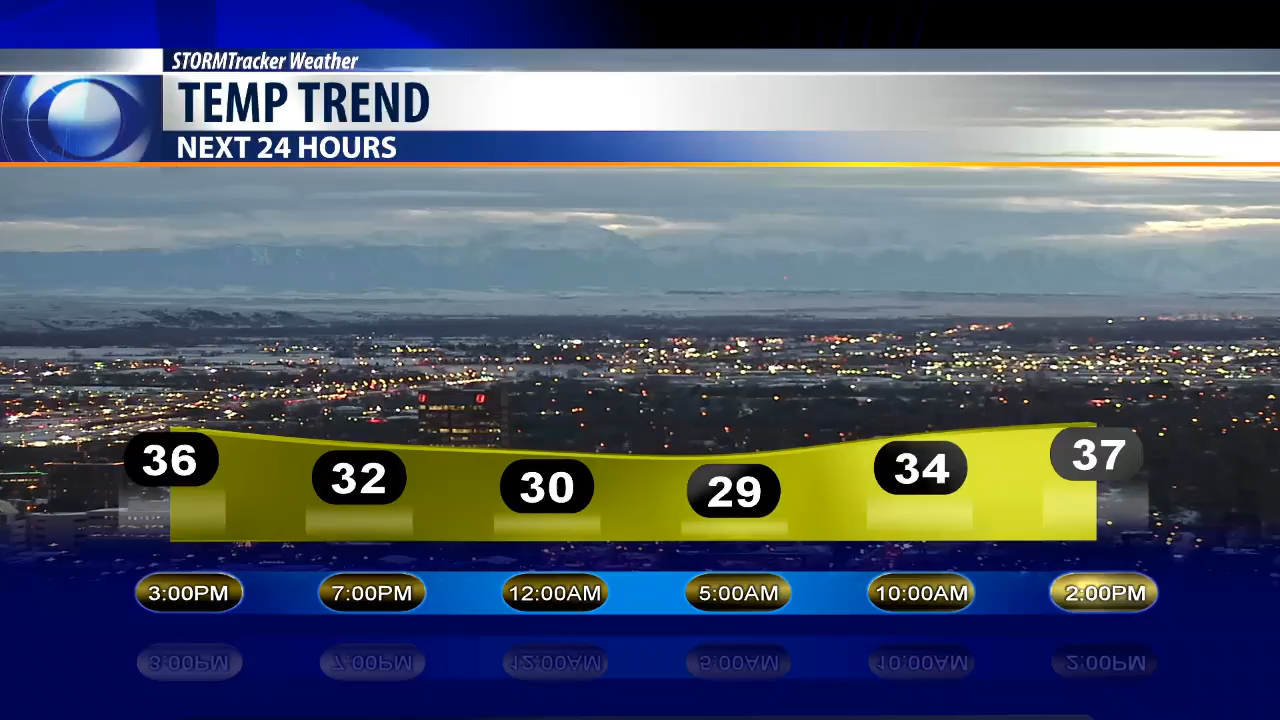 STORMTracker Weather
TEMP TREND
NEXT 24 HOURS
36 32 30 29 34 37
3:00PM 7:00PM 12:00AM 5:00AM 10:00AM 2:00PM